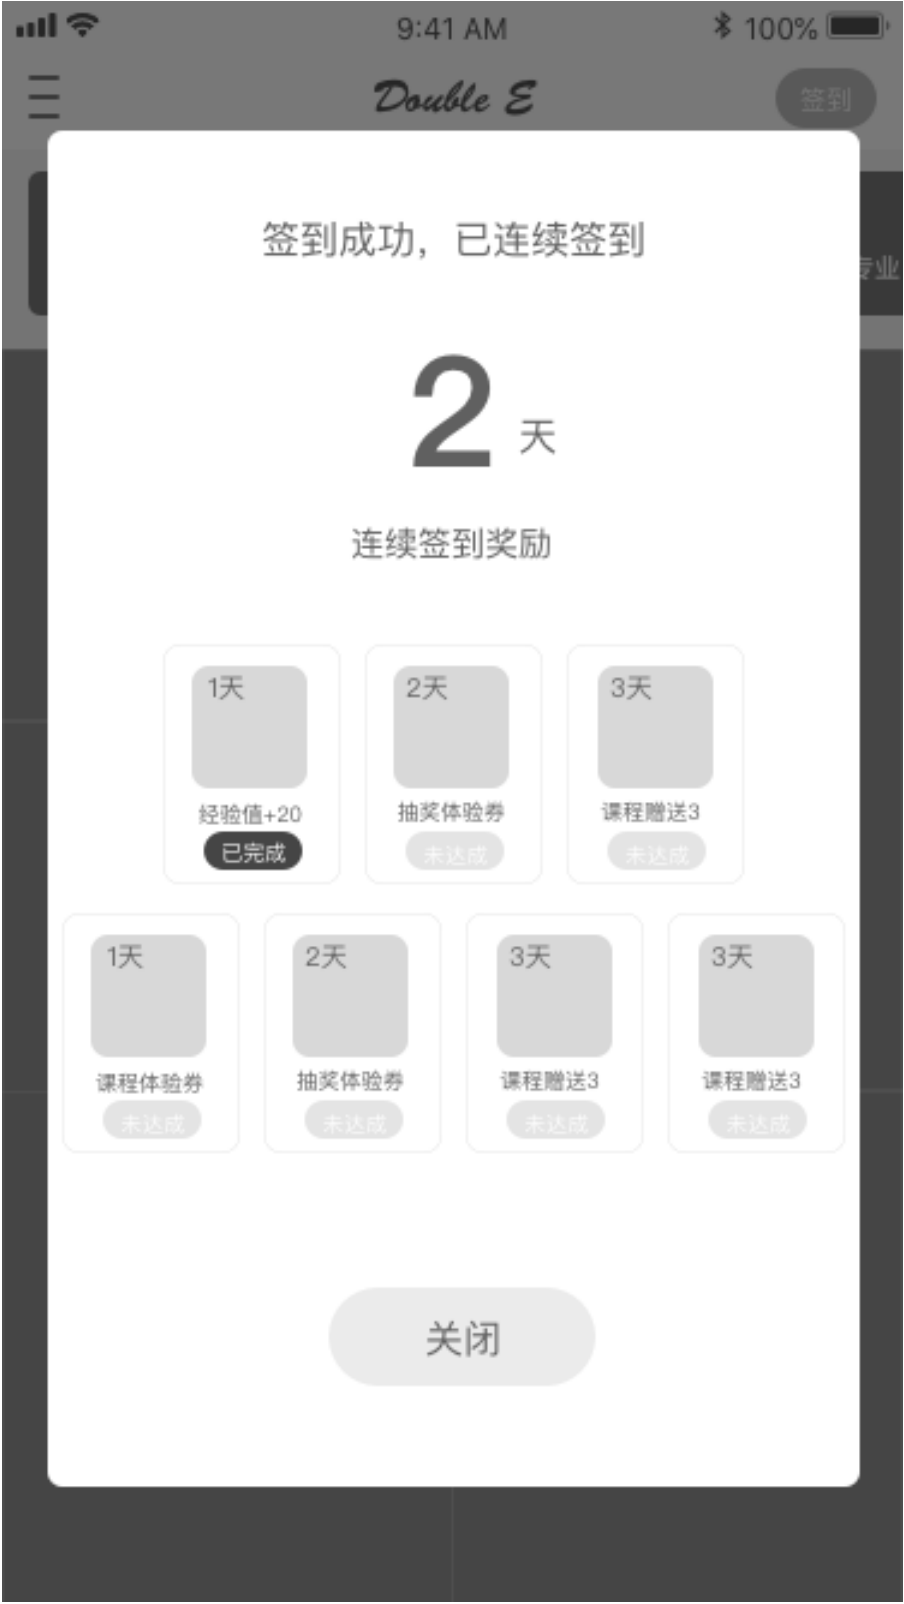 9:41 AM 100%
Double E 签到
专业
签到成功，已连续签到
2 天
连续签到奖励
1天 2天 3天
经验值+20 抽奖体验券 课程赠送3
已完成 未达成 未达成
1天 2天 3天 3天
课程体验券 抽奖体验券 课程赠送3 课程赠送3
未达成 未达成 未达成 未达成
关闭